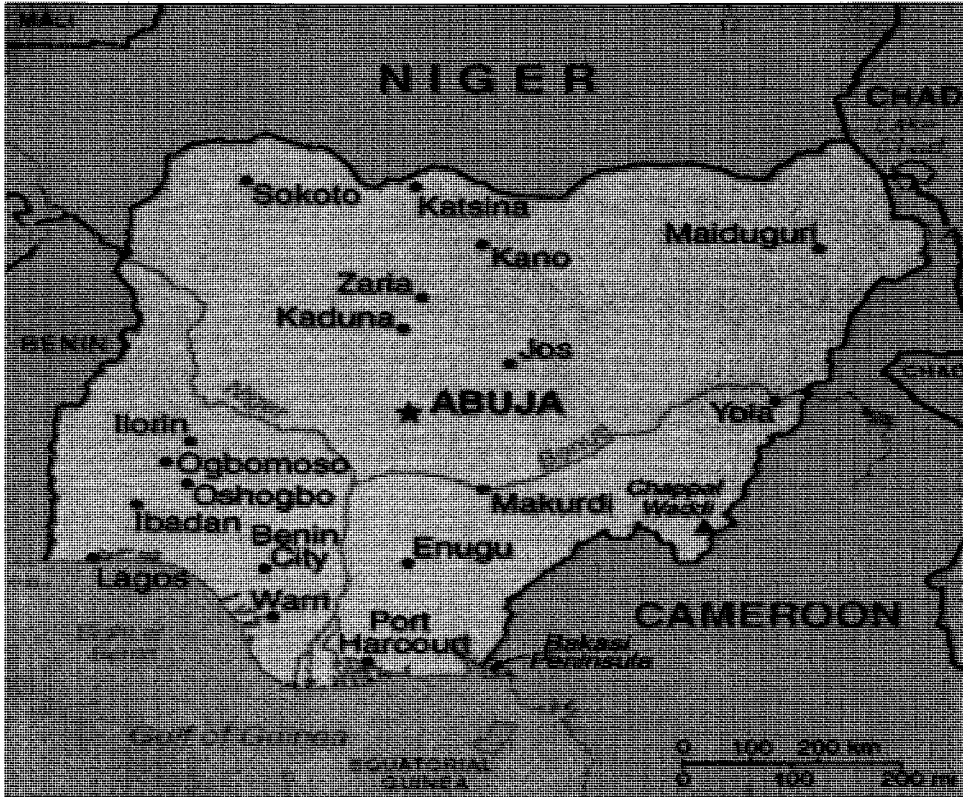 MALI
NIGER
CHAD
Lake
Chad
Sokoto
Katsina
Maiduguri
Kano
Zaria
Kaduna
BENIN
Jos
CHAD
Niger
ABUJA
Yola
Ilorin
Benue
Ogbomoso
Oshogbo
Makurdi
Chappal
Waddi
Ibadan
Benin
City
Enugu
Lagos
Warri
CAMEROON
Port
Harcourt
Bakasi
Peninsula
Gulf of Guinea
EQUATORIAL
GUINEA
0 100 200 km
0 100 200 mi